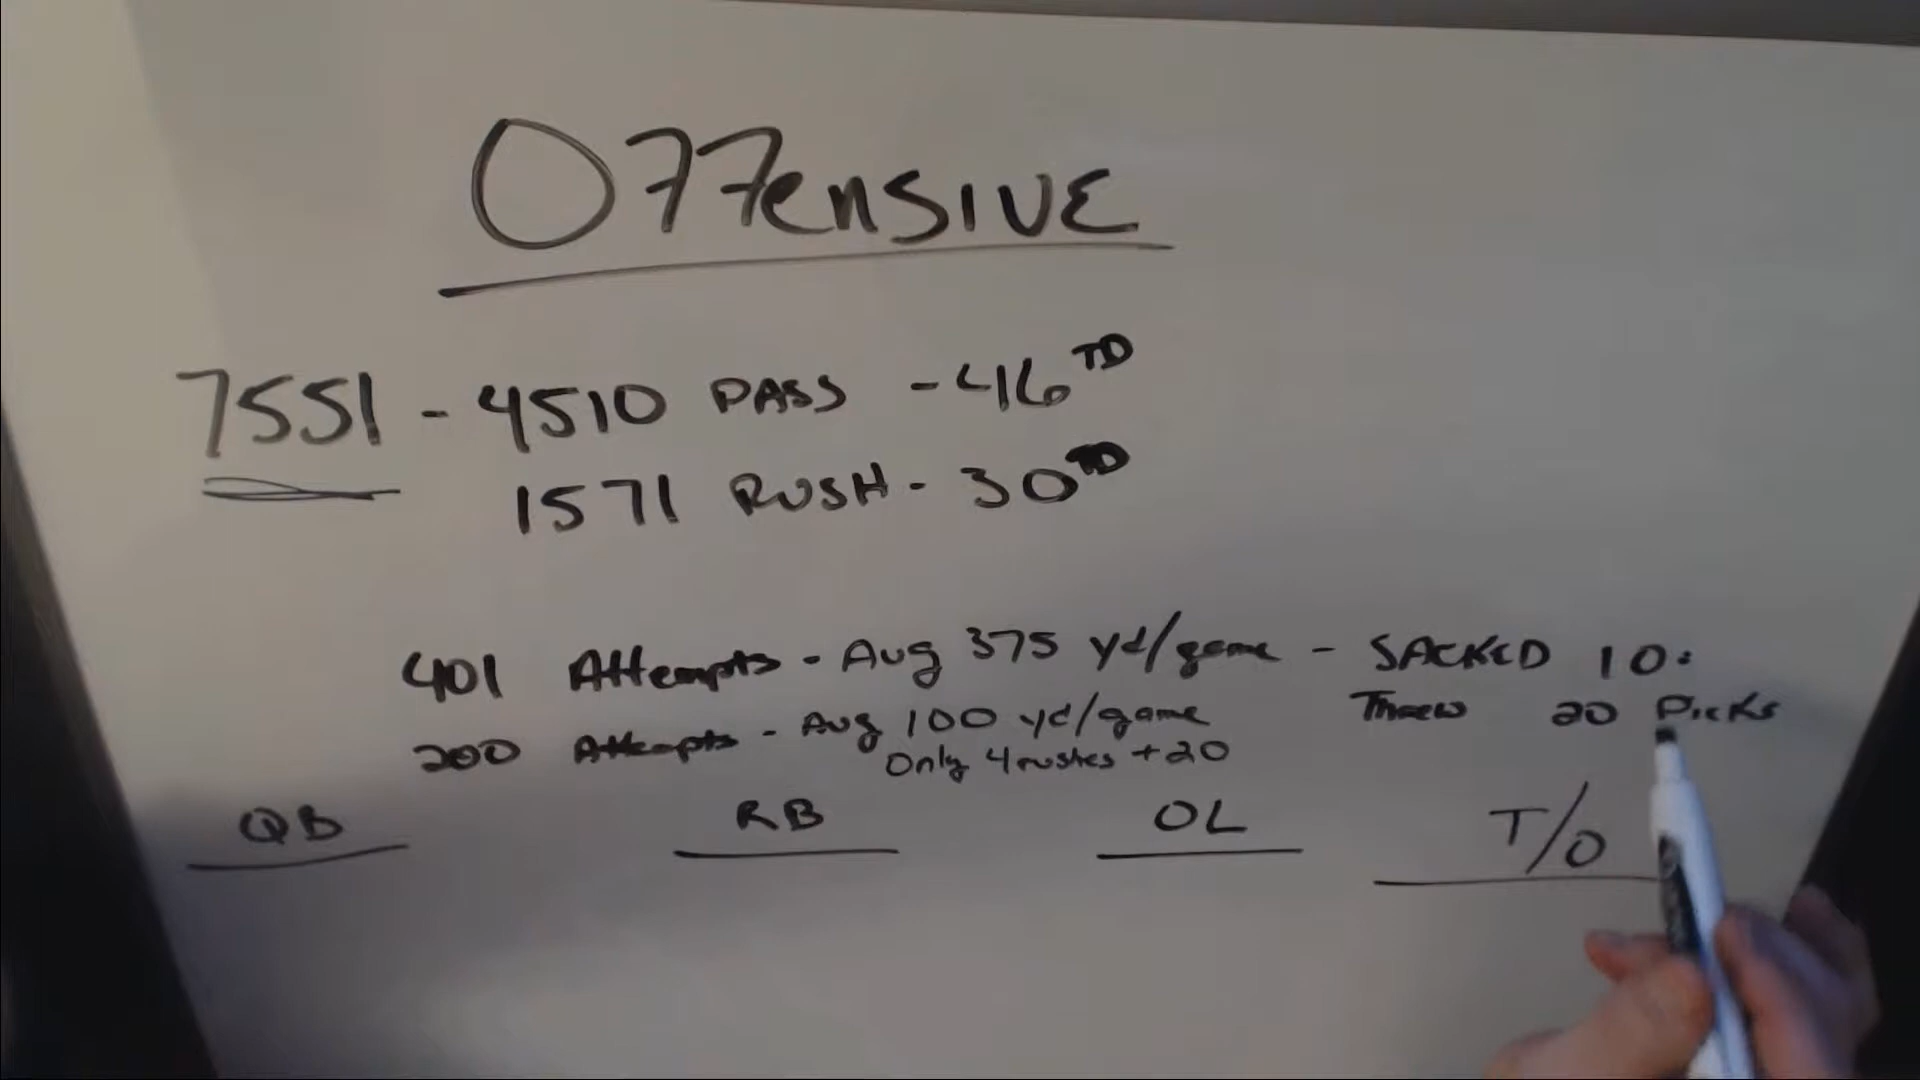 OFFENSIVE
7551 - 4510 PASS - 46 TD
1571 RUSH - 30 TD
401 Attempts - Avg 375 yd/game - SACKED 10:
Threw 20 Picks
200 Attempts - Avg 100 yd/game
Only 4 rushes +20
QB RB OL T/O